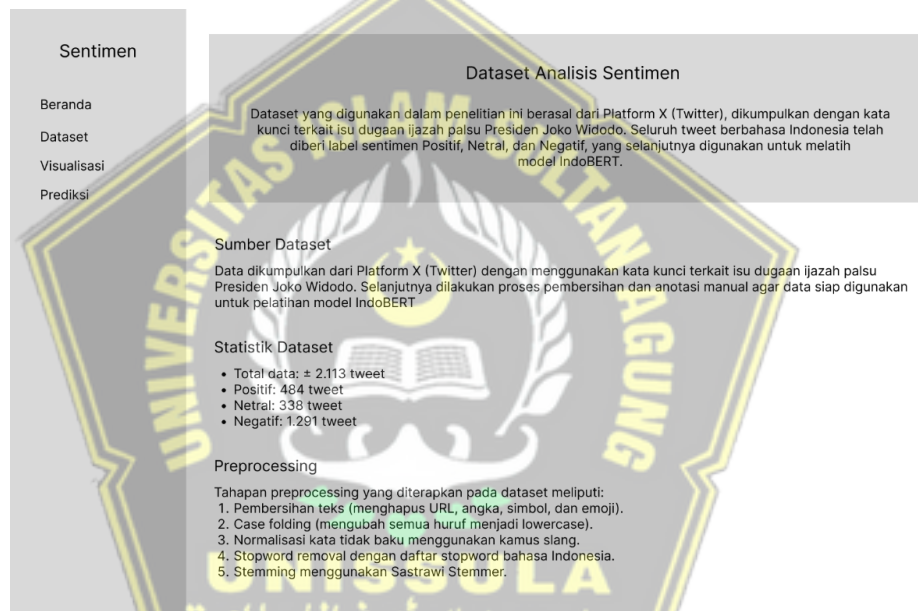 Sentimen
Beranda
Dataset
Visualisasi
Prediksi
Dataset Analisis Sentimen
Dataset yang digunakan dalam penelitian ini berasal dari Platform X (Twitter), dikumpulkan dengan kata
kunci terkait isu dugaan ijazah palsu Presiden Joko Widodo. Seluruh tweet berbahasa Indonesia telah
diberi label sentimen Positif, Netral, dan Negatif, yang selanjutnya digunakan untuk melatih
model IndoBERT.
Sumber Dataset
Data dikumpulkan dari Platform X (Twitter) dengan menggunakan kata kunci terkait isu dugaan ijazah palsu
Presiden Joko Widodo. Selanjutnya dilakukan proses pembersihan dan anotasi manual agar data siap digunakan
untuk pelatihan model IndoBERT
Statistik Dataset
• Total data: ± 2.113 tweet
• Positif: 484 tweet
• Netral: 338 tweet
• Negatif: 1.291 tweet
Preprocessing
Tahapan preprocessing yang diterapkan pada dataset meliputi:
1. Pembersihan teks (menghapus URL, angka, simbol, dan emoji).
2. Case folding (mengubah semua huruf menjadi lowercase).
3. Normalisasi kata tidak baku menggunakan kamus slang.
4. Stopword removal dengan daftar stopword bahasa Indonesia.
5. Stemming menggunakan Sastrawi Stemmer.
UNIVERSITAS ISLAM SULTAN AGUNG
UNISSULA